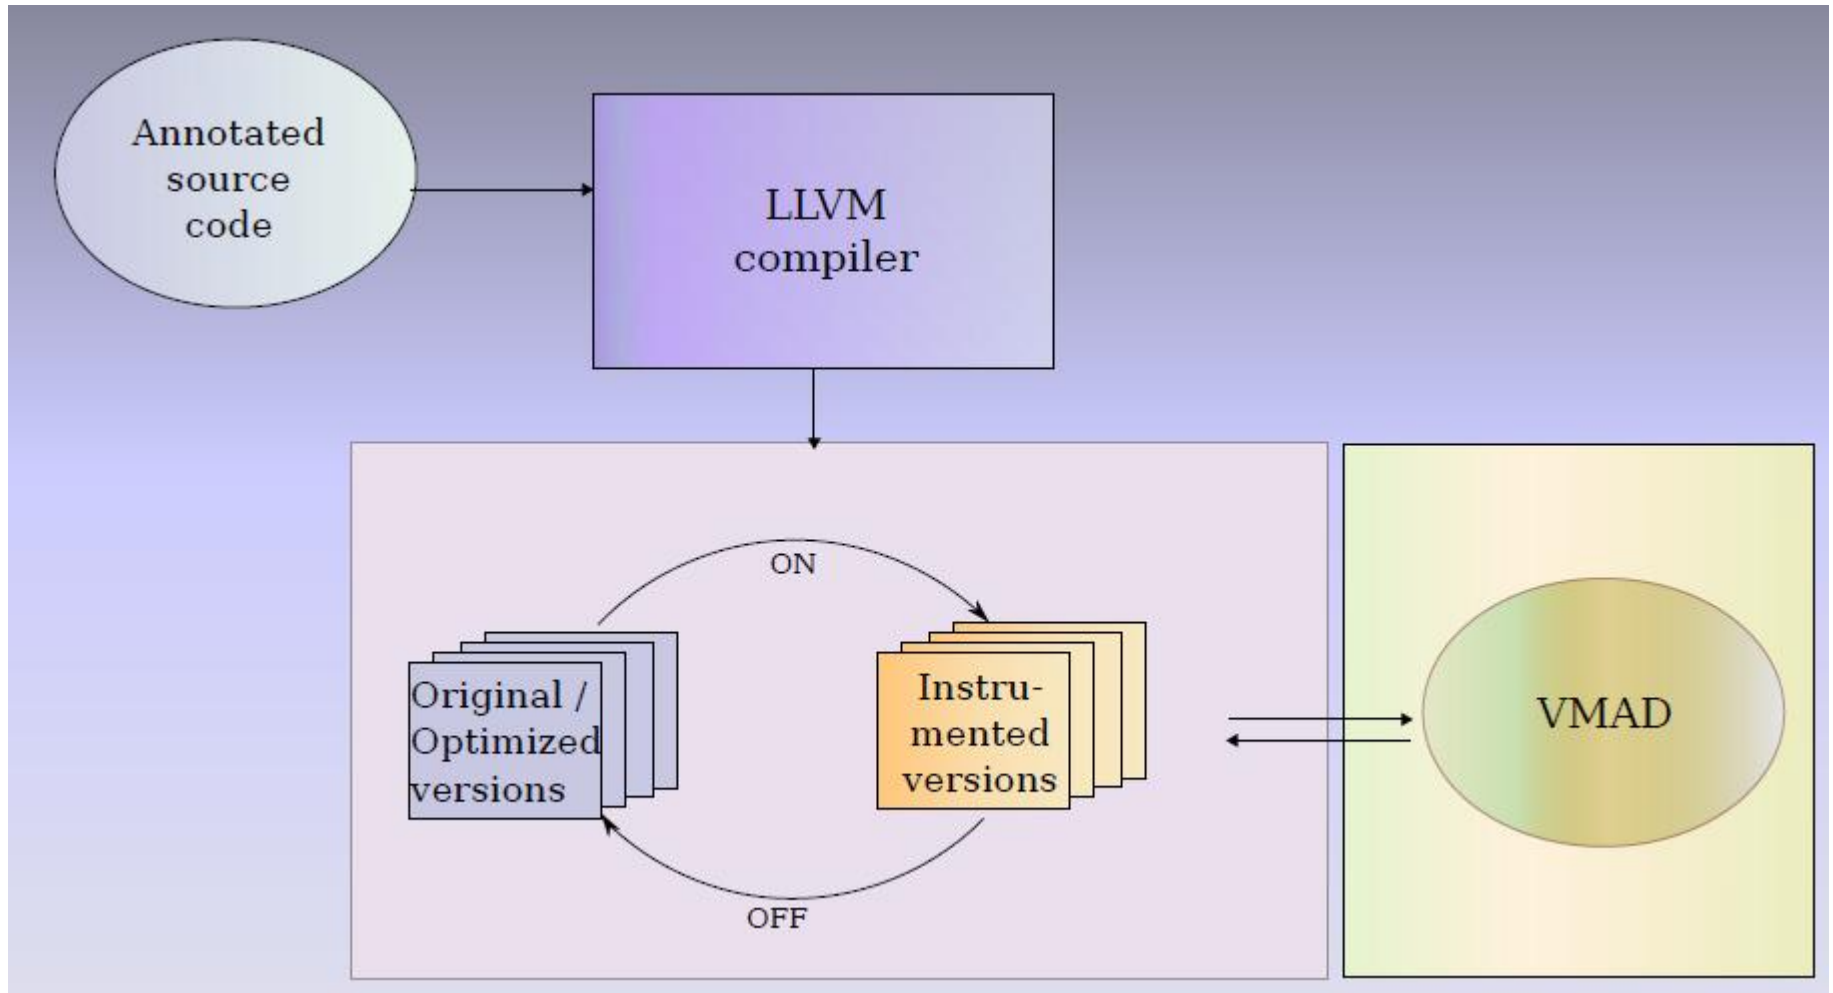 Annotated
source
code
LLVM
compiler
ON
Original /
Optimized
versions
Instru-
mented
versions
VMAD
OFF